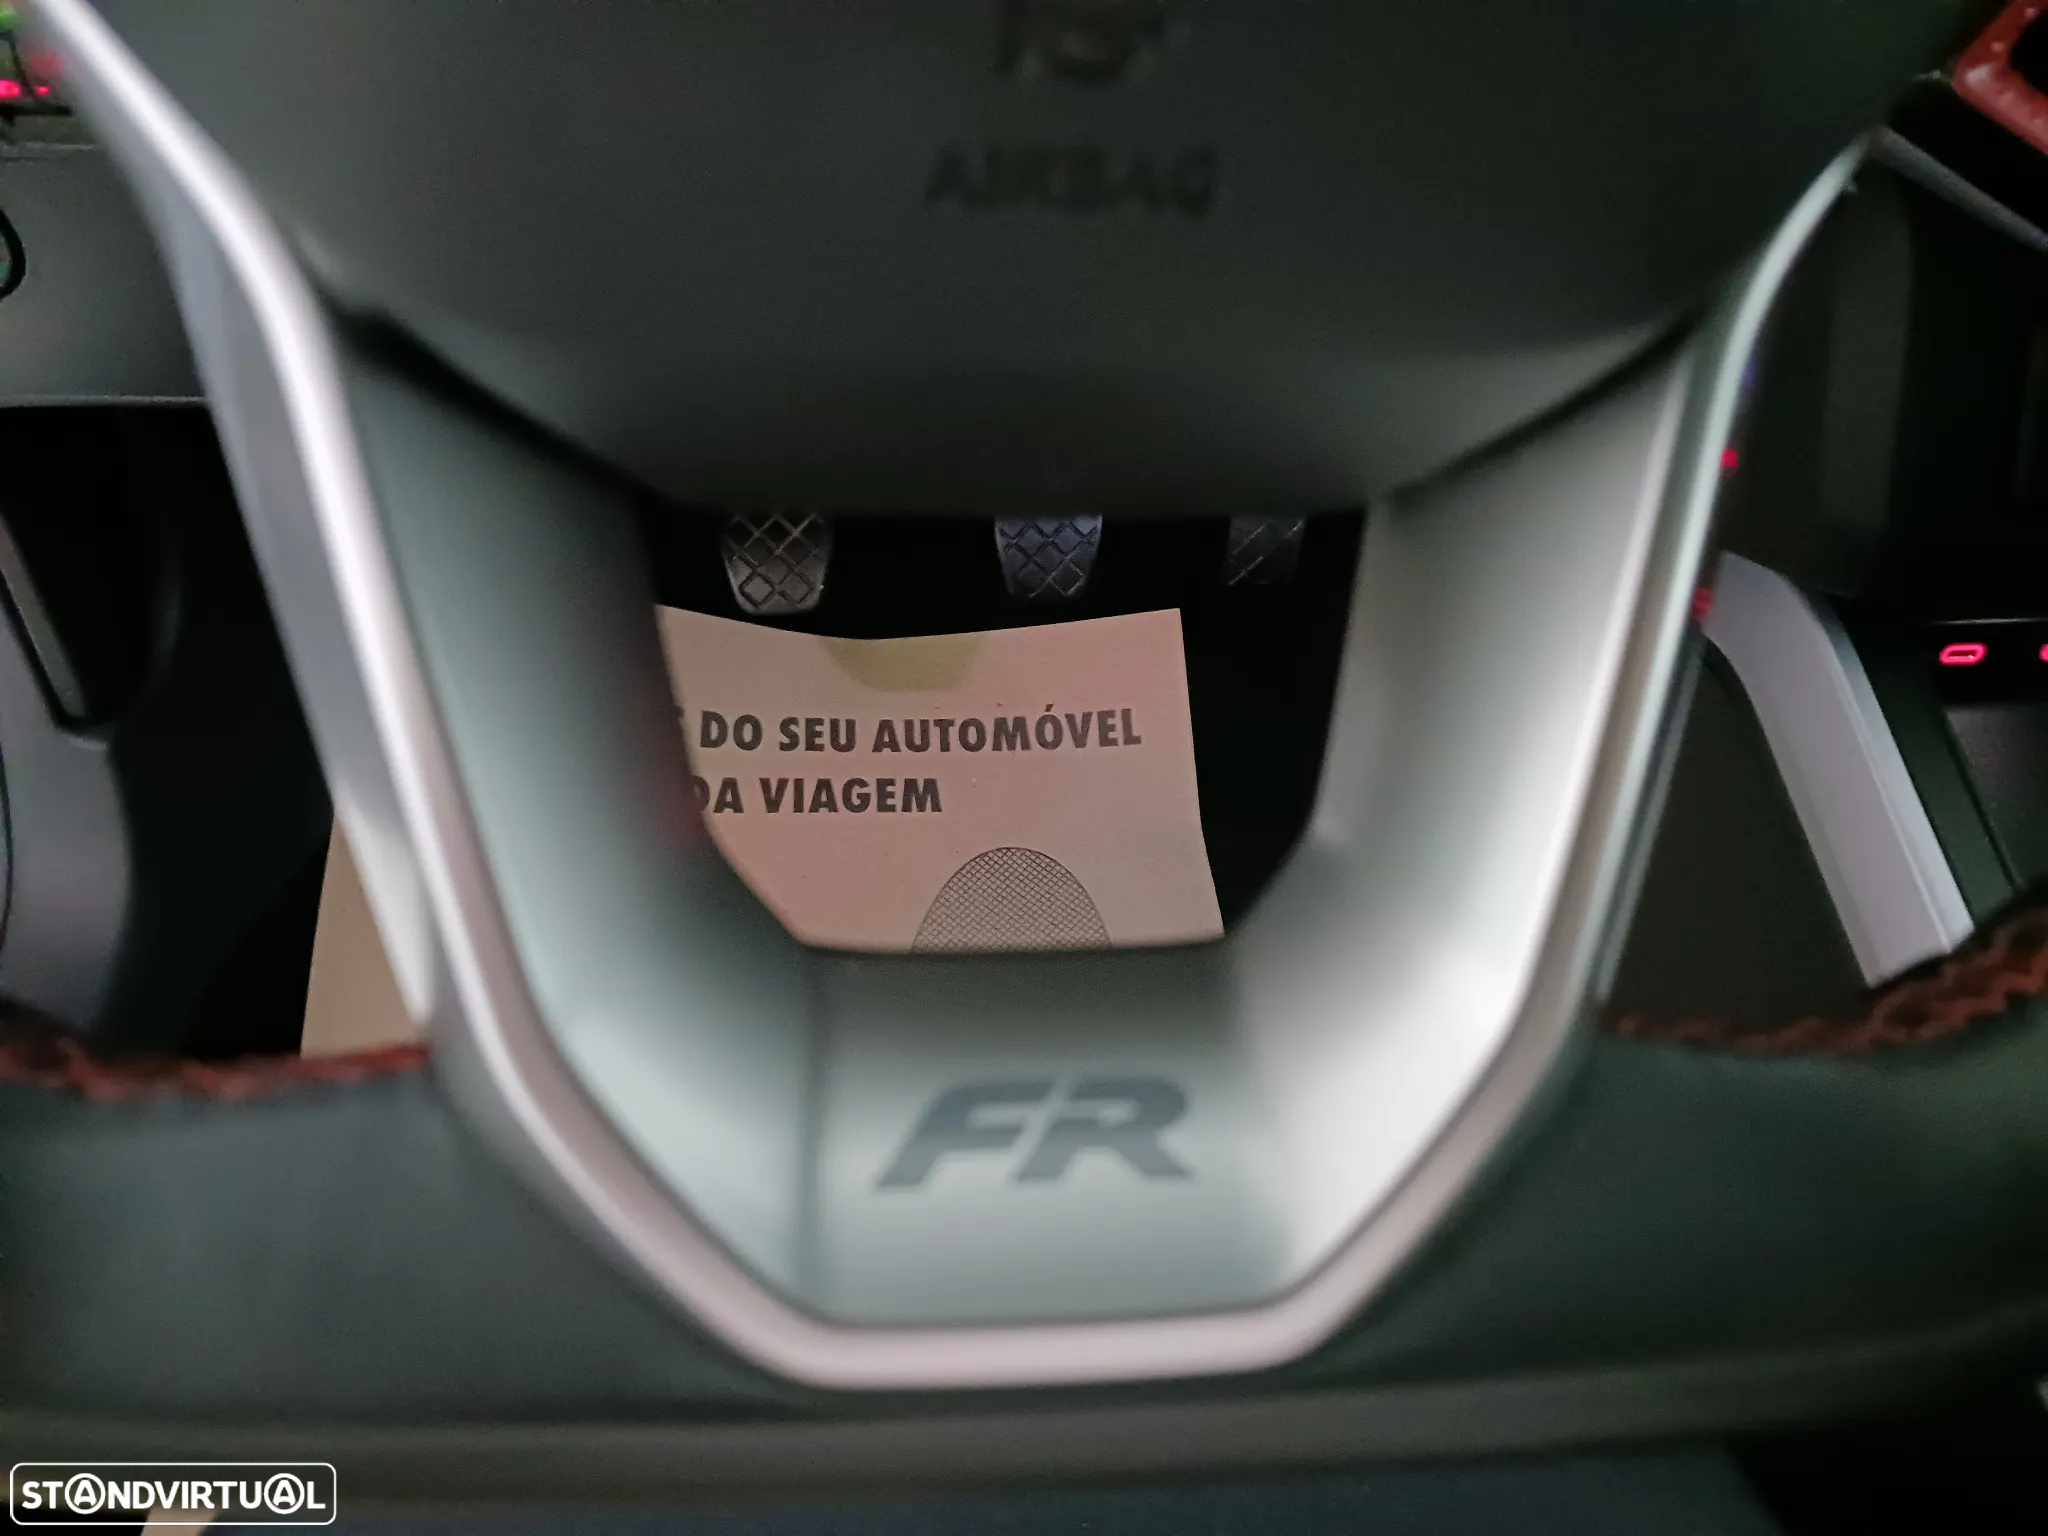 AIRBAG
DO SEU AUTOMÓVEL
DA VIAGEM
FR
STANDVIRTUAL